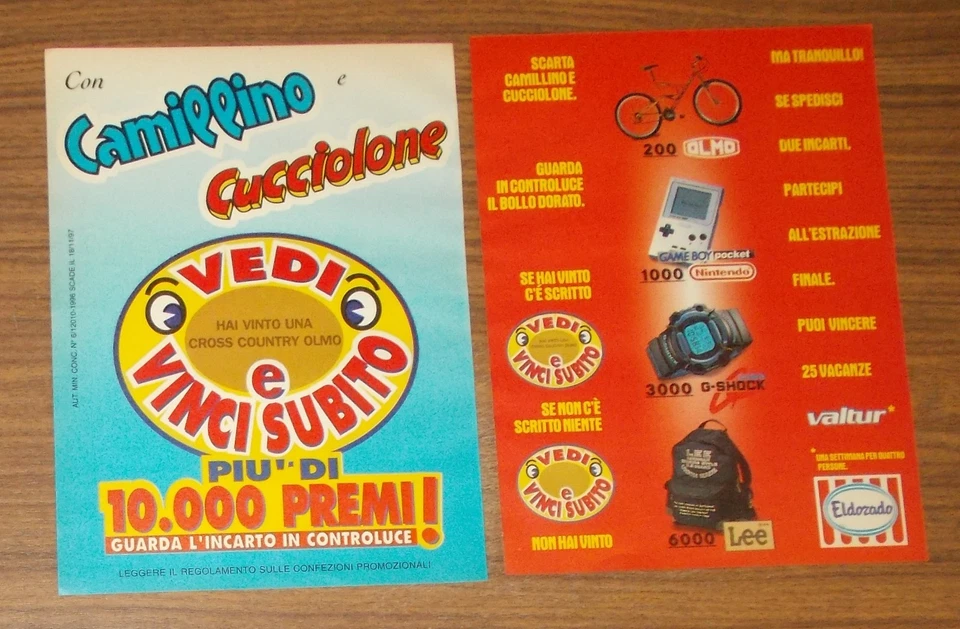 Con
Camillino
e
Cucciolone
VEDI
HAI VINTO UNA
CROSS COUNTRY OLMO
e
VINCI SUBITO
PIU' DI
10.000 PREMI!
GUARDA L'INCARTO IN CONTROLUCE
LEGGERE IL REGOLAMENTO SULLE CONFEZIONI PROMOZIONALI
SCARTA
CAMILLINO E
CUCCIOLONE.
GUARDA
IN CONTROLUCE
IL BOLLO DORATO.
SE HAI VINTO
C'È SCRITTO
VEDI
e
VINCI SUBITO
SE NON C'È
SCRITTO NIENTE
VEDI
e
VINCI SUBITO
NON HAI VINTO
200 OLMO
GAME BOY pocket
1000 Nintendo
3000 G-SHOCK
6000 Lee
MA TRANQUILLO!
SE SPEDISCI
DUE INCARTI,
PARTECIPI
ALL'ESTRAZIONE
FINALE.
PUOI VINCERE
25 VACANZE
valtur*
*UNA SETTIMANA PER QUATTRO
PERSONE.
Eldorado